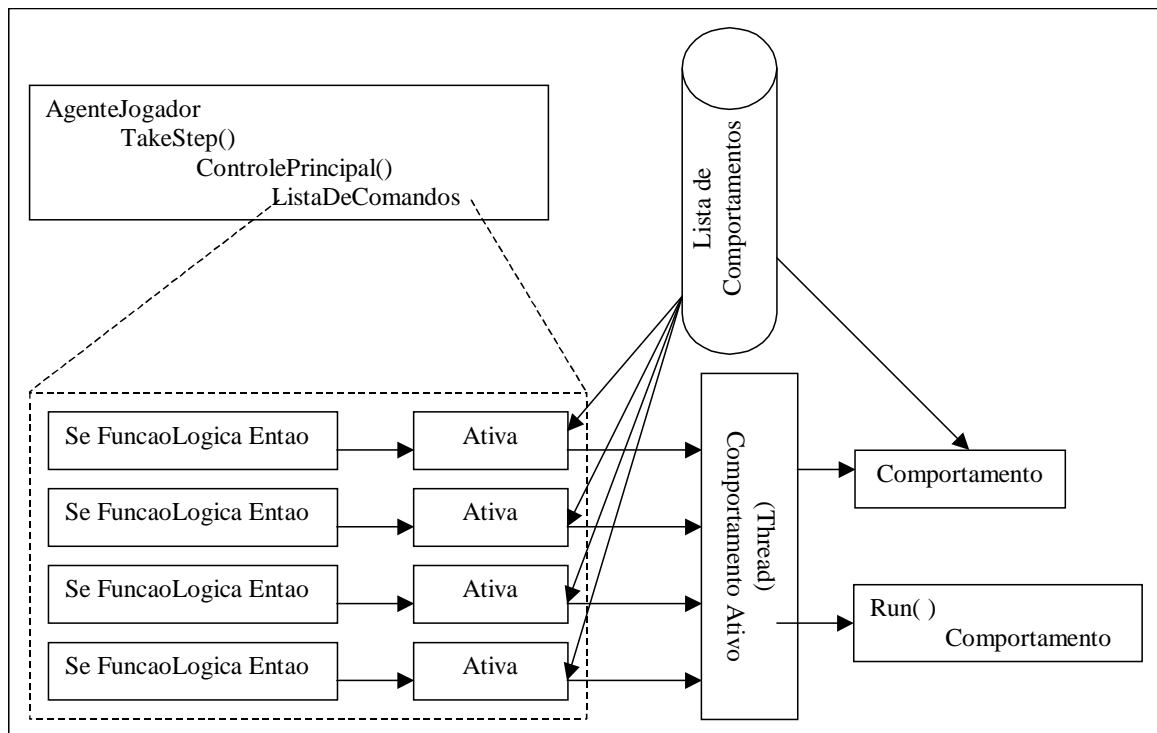 AgenteJogador
TakeStep()
ControlePrincipal()
ListaDeComandos
Lista de
Comportamentos
Se FuncaoLogica Entao
Ativa
Se FuncaoLogica Entao
Ativa
Se FuncaoLogica Entao
Ativa
Se FuncaoLogica Entao
Ativa
(Thread)
Comportamento Ativo
Comportamento
Run( )
Comportamento